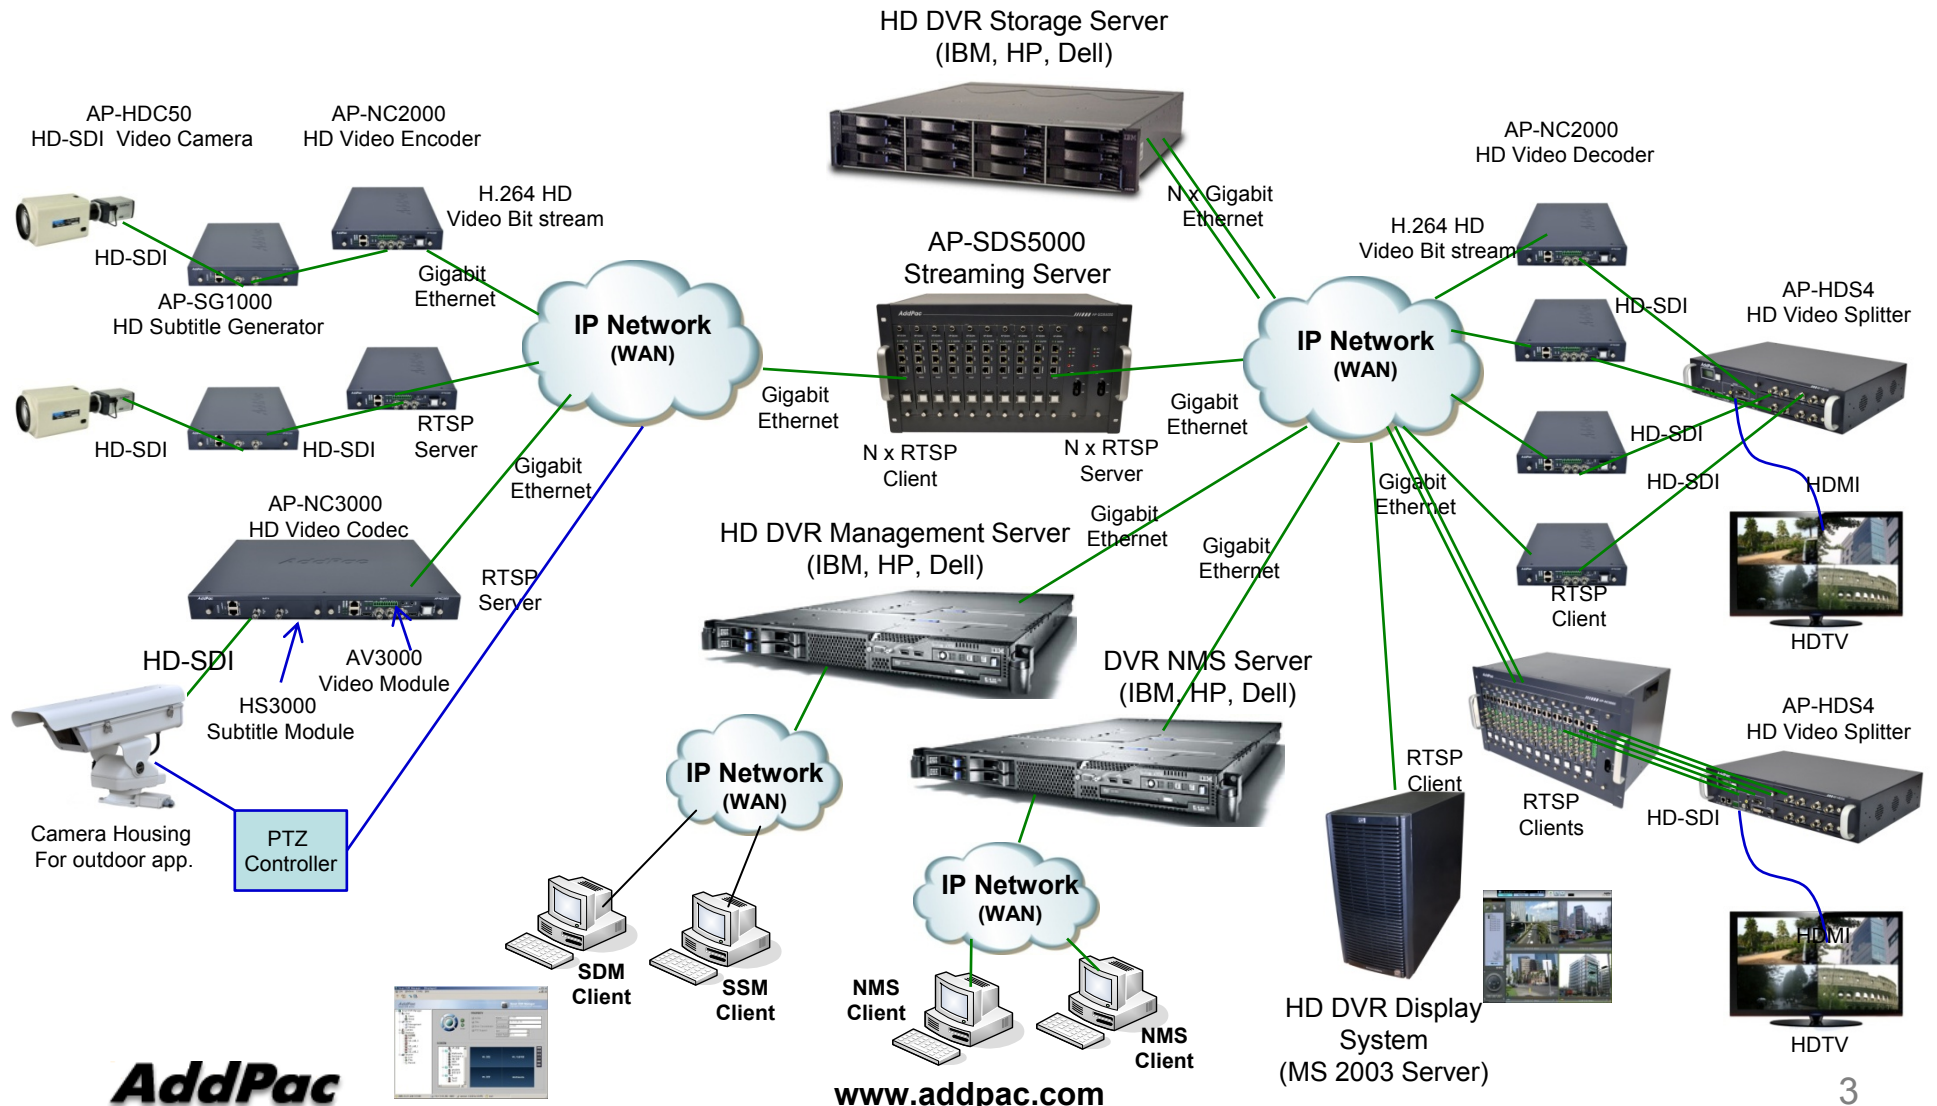 HD DVR Storage Server
(IBM, HP, Dell)
AP-HDC50
HD-SDI  Video Camera
AP-NC2000
HD Video Encoder
H.264 HD
Video Bit stream
HD-SDI
Gigabit
Ethernet
AP-SG1000
HD Subtitle Generator
IP Network
(WAN)
HD-SDI
HD-SDI
RTSP
Server
Gigabit
Ethernet
AP-NC3000
HD Video Codec
AddPac
RTSP
Server
HD-SDI
AV3000
Video Module
HS3000
Subtitle Module
Camera Housing
For outdoor app.
PTZ
Controller
AP-SDS5000
Streaming Server
AddPac
Gigabit
Ethernet
N x RTSP
Client
N x RTSP
Server
Gigabit
Ethernet
N x Gigabit
Ethernet
IP Network
(WAN)
AP-NC2000
HD Video Decoder
H.264 HD
Video Bit stream
HD-SDI
AP-HDS4
HD Video Splitter
HD-SDI
HD-SDI
HDMI
Gigabit
Ethernet
RTSP
Client
HDTV
HD DVR Management Server
(IBM, HP, Dell)
Gigabit
Ethernet
Gigabit
Ethernet
IBM
DVR NMS Server
(IBM, HP, Dell)
IP Network
(WAN)
SDM
Client
SSM
Client
IP Network
(WAN)
NMS
Client
NMS
Client
RTSP
Client
HD DVR Display
System
(MS 2003 Server)
RTSP
Clients
HD-SDI
AP-HDS4
HD Video Splitter
HDMI
HDTV
AddPac
www.addpac.com
3